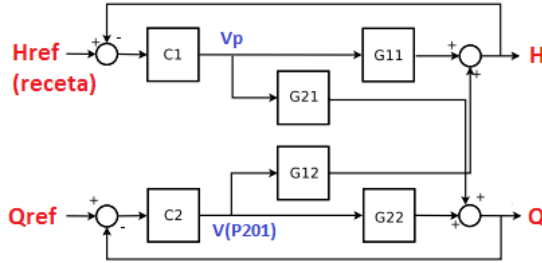 Href
(receta)
+
-
C1
Vp
G11
+
+
H
G21
G12
Qref
+
-
C2
V(P201)
G22
+
+
Q